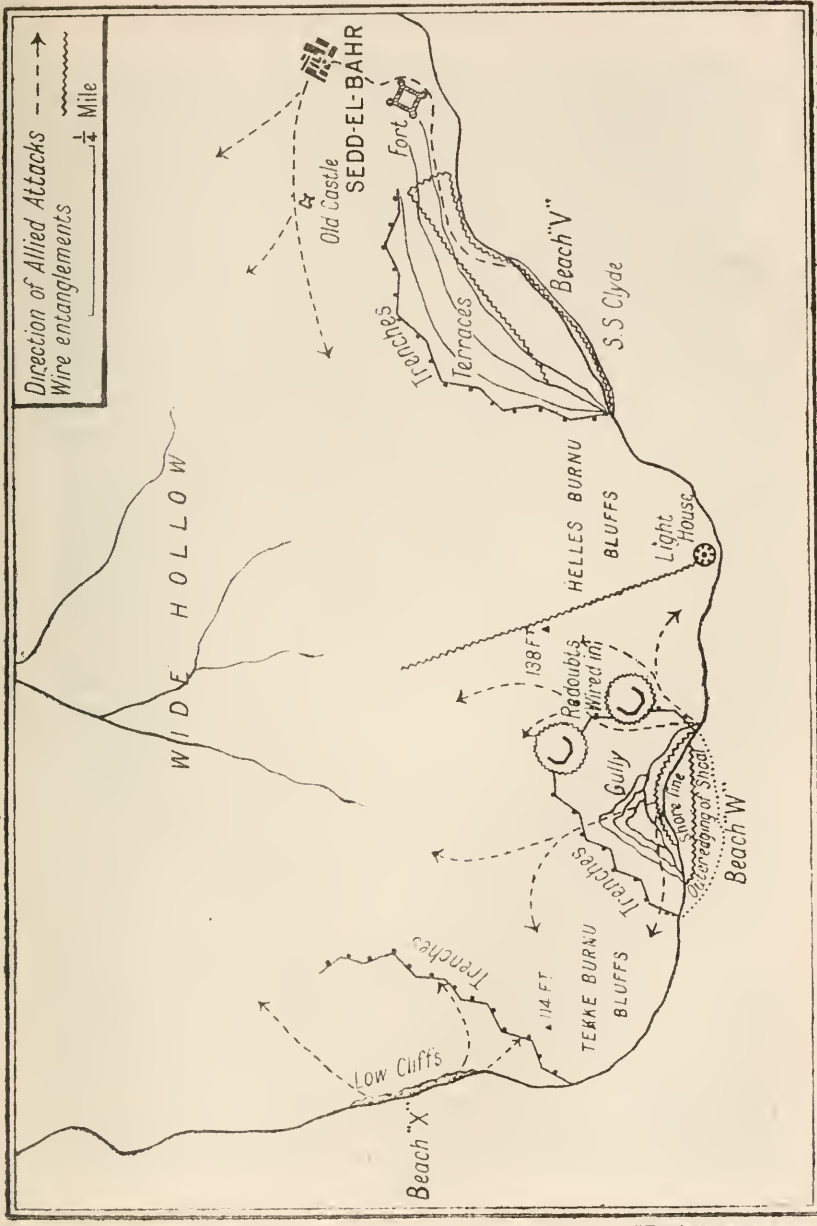 Direction of Allied Attacks
Wire entanglements
¼ Mile
WIDE HOLLOW
SEDD-EL-BAHR
Old Castle
Fort
Trenches
Terraces
Beach "V"
S.S Clyde
HELLES BURNU
BLUFFS
Light
House
138 FT
Redoubts
Wired in
Gully
Shore line
Outeredging of Shoal
Beach "W"
Trenches
TEKKE BURNU
BLUFFS
114 FT
Trenches
Low Cliffs
Beach "X"